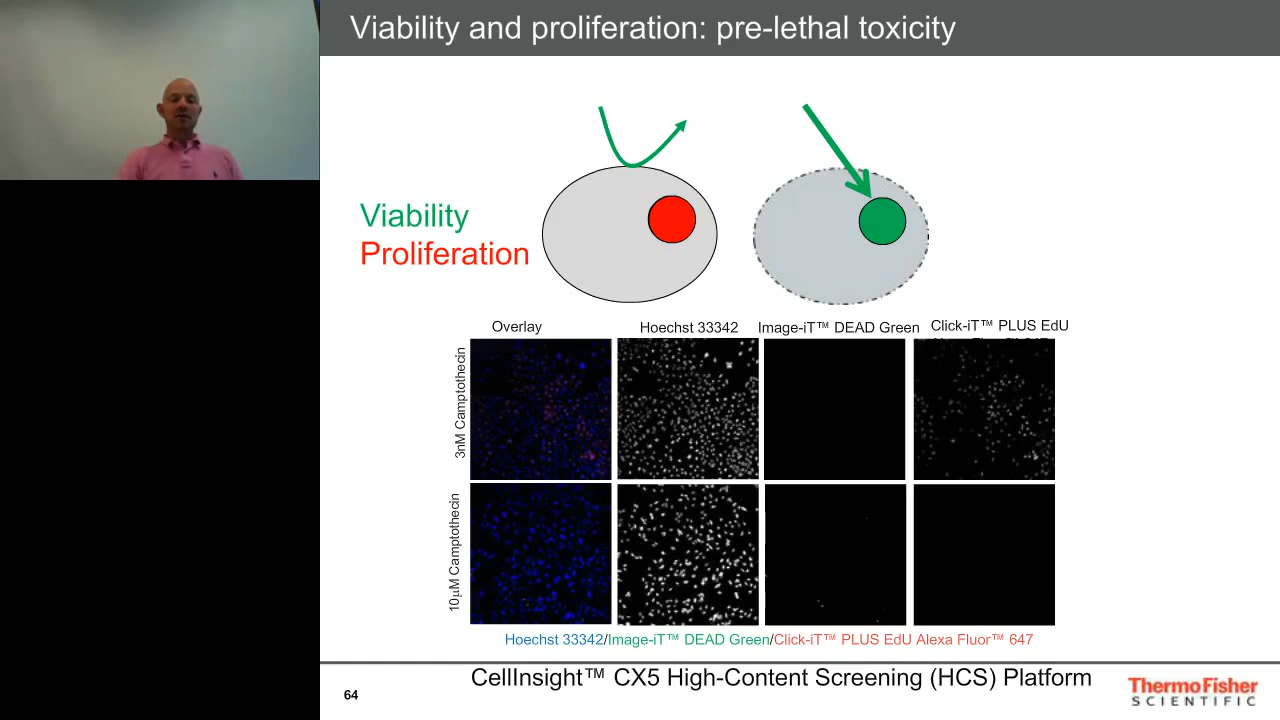 Viability and proliferation: pre-lethal toxicity
Viability
Proliferation
Overlay
Hoechst 33342
Image-iT™ DEAD Green
Click-iT™ PLUS EdU
3nM Camptothecin
10µM Camptothecin
Hoechst 33342/Image-iT™ DEAD Green/Click-iT™ PLUS EdU Alexa Fluor™ 647
CellInsight™ CX5 High-Content Screening (HCS) Platform
64
ThermoFisher
SCIENTIFIC